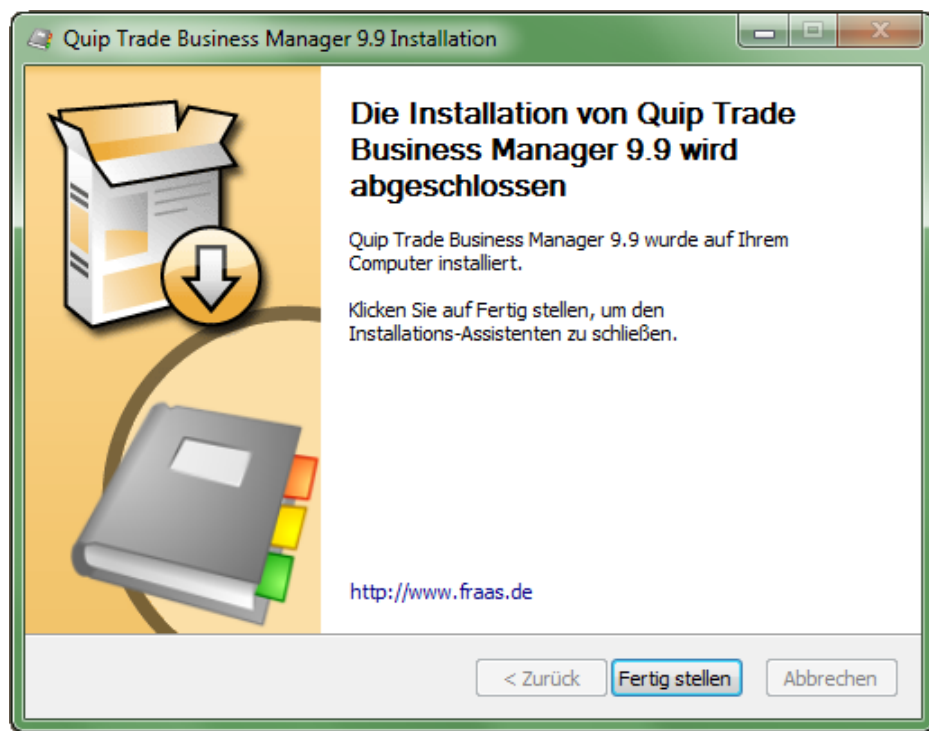 Quip Trade Business Manager 9.9 Installation
Die Installation von Quip Trade
Business Manager 9.9 wird
abgeschlossen
Quip Trade Business Manager 9.9 wurde auf Ihrem
Computer installiert.
Klicken Sie auf Fertig stellen, um den
Installations-Assistenten zu schließen.
http://www.fraas.de
< Zurück
Fertig stellen
Abbrechen